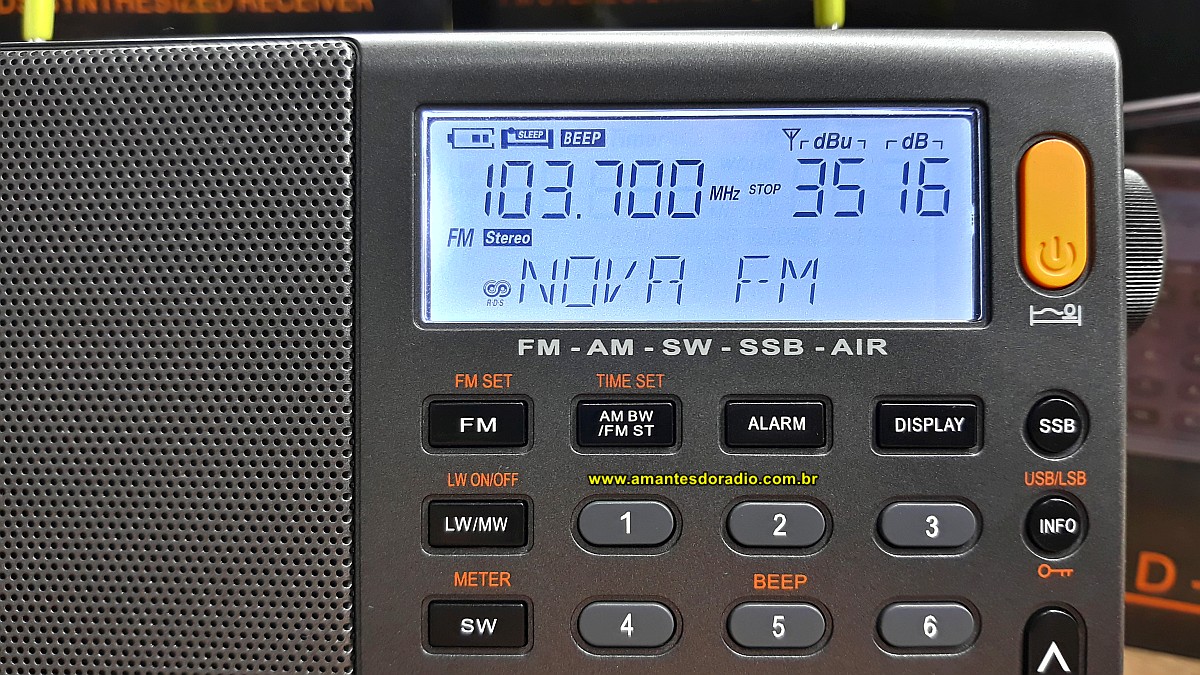 SYNTHESIZED RECEIVER
SLEEP BEEP dBu dB
103.700 MHz STOP 35 16
FM Stereo
RDS NOVA FM
FM - AM - SW - SSB - AIR
FM SET TIME SET
FM AM BW /FM ST ALARM DISPLAY SSB
www.amantesdoradio.com.br
LW ON/OFF USB/LSB
LW/MW 1 2 3 INFO
METER BEEP
SW 4 5 6
D